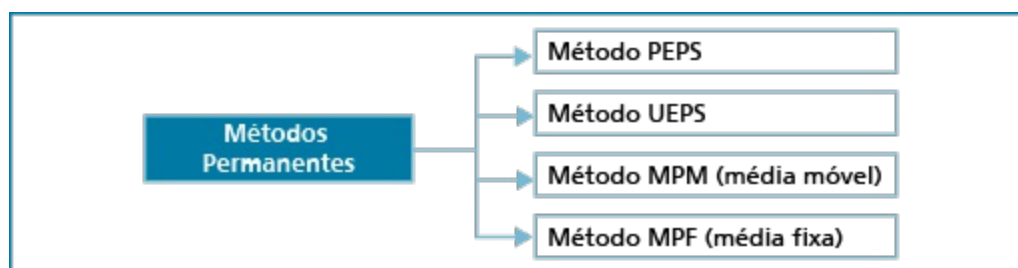 Métodos
Permanentes
Método PEPS
Método UEPS
Método MPM (média móvel)
Método MPF (média fixa)